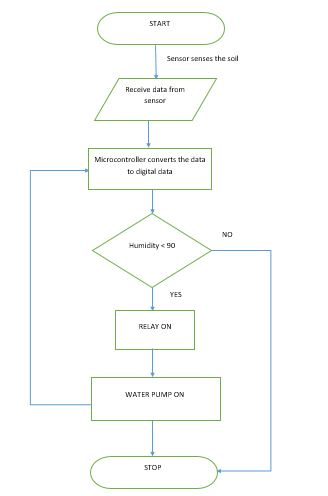 START
Sensor senses the soil
Receive data from
sensor
Microcontroller converts the data
to digital data
Humidity < 90
NO
YES
RELAY ON
WATER PUMP ON
STOP